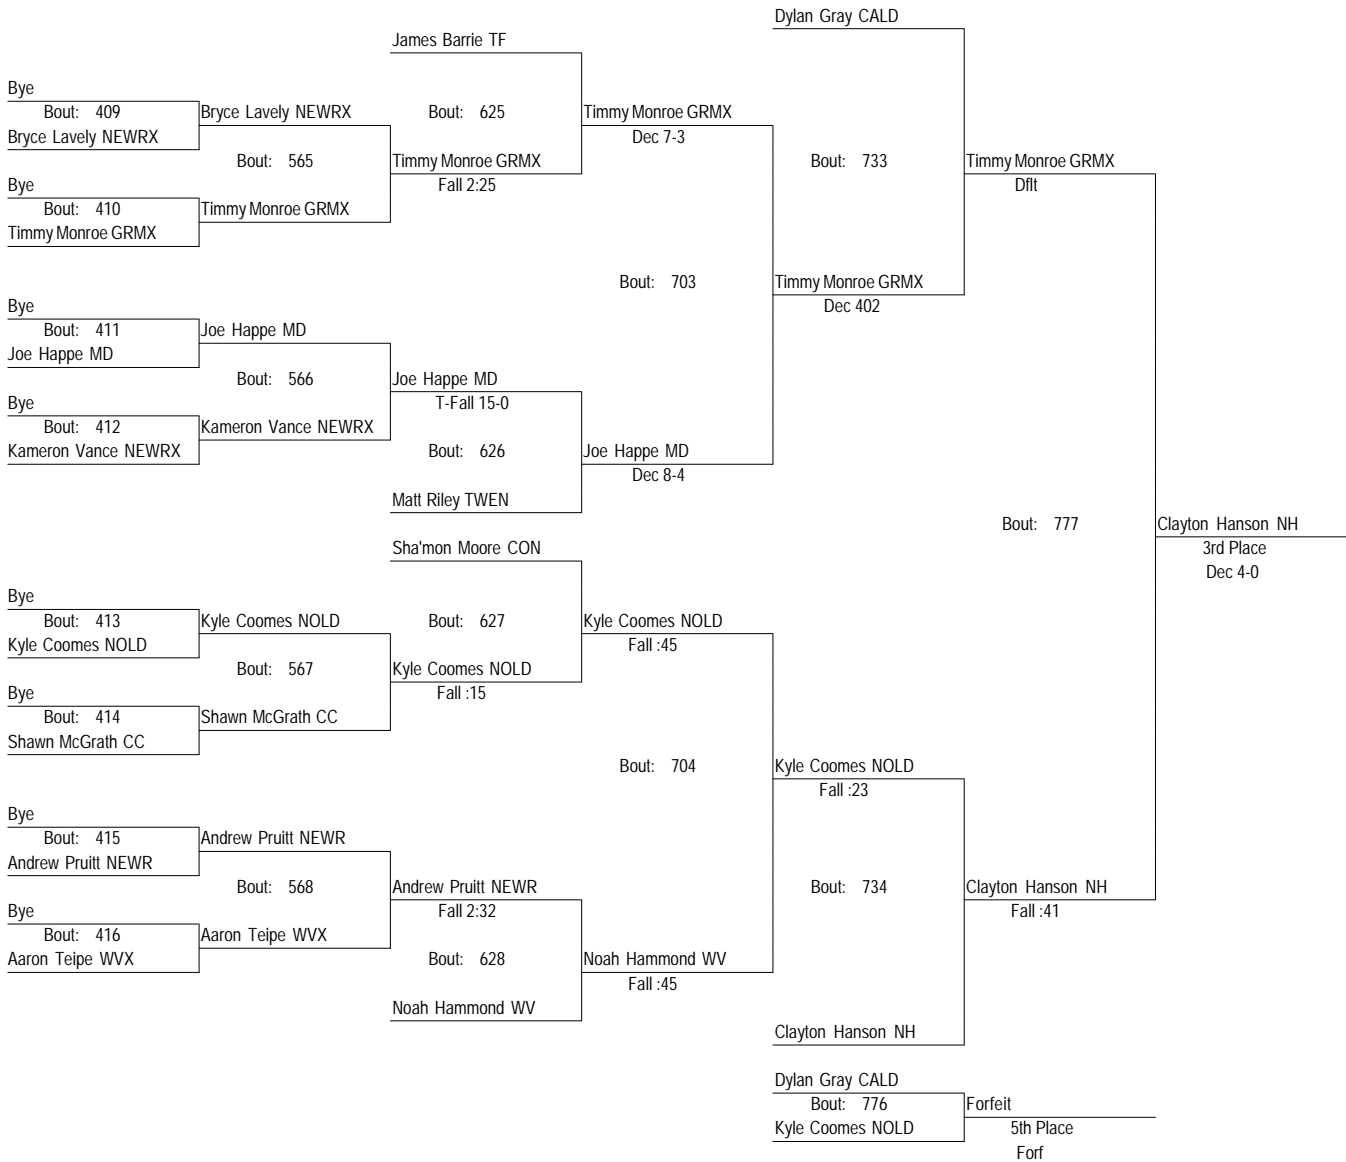 Dylan Gray CALD
James Barrie TF
Bye
Bout: 409
Bryce Lavely NEWRX
Bryce Lavely NEWRX
Bout: 625
Timmy Monroe GRMX
Dec 7-3
Bout: 565
Timmy Monroe GRMX
Fall 2:25
Bout: 733
Timmy Monroe GRMX
Dflt
Bye
Bout: 410
Timmy Monroe GRMX
Timmy Monroe GRMX
Bout: 703
Timmy Monroe GRMX
Dec 402
Bye
Bout: 411
Joe Happe MD
Joe Happe MD
Bout: 566
Joe Happe MD
T-Fall 15-0
Bye
Bout: 412
Kameron Vance NEWRX
Kameron Vance NEWRX
Bout: 626
Joe Happe MD
Dec 8-4
Matt Riley TWEN
Bout: 777
Clayton Hanson NH
3rd Place
Dec 4-0
Sha'mon Moore CON
Bye
Bout: 413
Kyle Coomes NOLD
Kyle Coomes NOLD
Bout: 627
Kyle Coomes NOLD
Fall :45
Bout: 567
Kyle Coomes NOLD
Fall :15
Bye
Bout: 414
Shawn McGrath CC
Shawn McGrath CC
Bout: 704
Kyle Coomes NOLD
Fall :23
Bye
Bout: 415
Andrew Pruitt NEWR
Andrew Pruitt NEWR
Bout: 568
Andrew Pruitt NEWR
Fall 2:32
Bout: 734
Clayton Hanson NH
Fall :41
Bye
Bout: 416
Aaron Teipe WVX
Aaron Teipe WVX
Bout: 628
Noah Hammond WV
Fall :45
Noah Hammond WV
Clayton Hanson NH
Dylan Gray CALD
Bout: 776
Kyle Coomes NOLD
Forfeit
5th Place
Forf